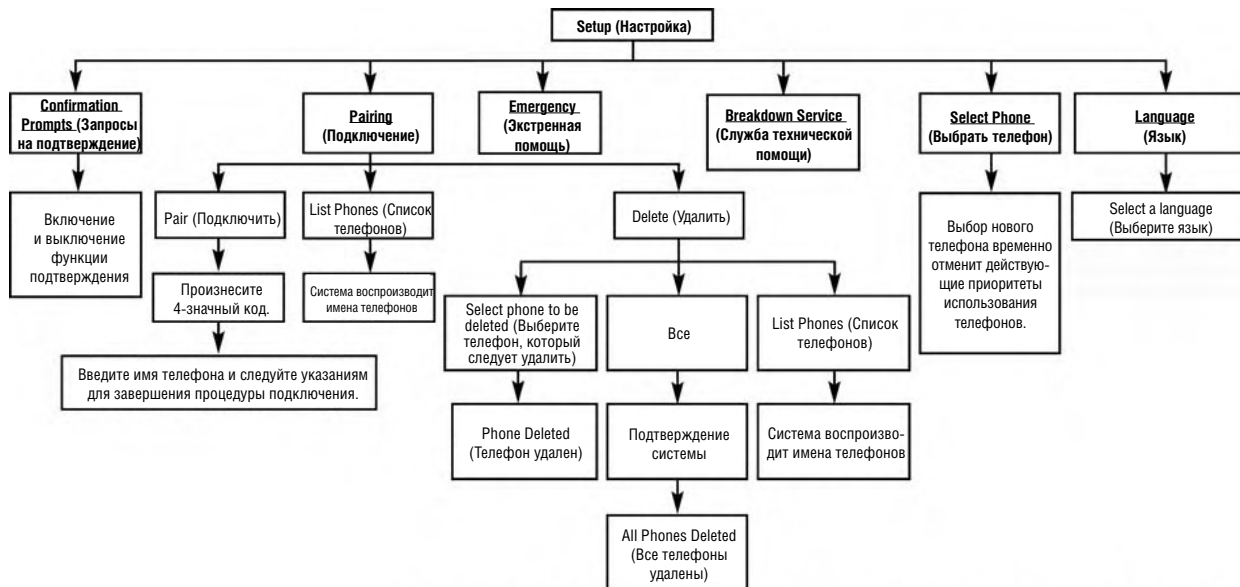 Setup (Настройка)
Confirmation
Prompts (Запросы
на подтверждение)
Pairing
(Подключение)
Emergency
(Экстренная
помощь)
Breakdown Service
(Служба технической
помощи)
Select Phone
(Выбрать телефон)
Language
(Язык)
Включение
и выключение
функции
подтверждения
Pair (Подключить)
List Phones (Список
телефонов)
Delete (Удалить)
Выбор нового
телефона временно
отменит действую-
щие приоритеты
использования
телефонов.
Select a language
(Выберите язык)
Произнесите
4-значный код.
Система воспроизводит
имена телефонов
Введите имя телефона и следуйте указаниям
для завершения процедуры подключения.
Select phone to be
deleted (Выберите
телефон, который
следует удалить)
Все
List Phones (Список
телефонов)
Phone Deleted
(Телефон удален)
Подтверждение
системы
Система воспроизво-
дит имена телефонов
All Phones Deleted
(Все телефоны
удалены)